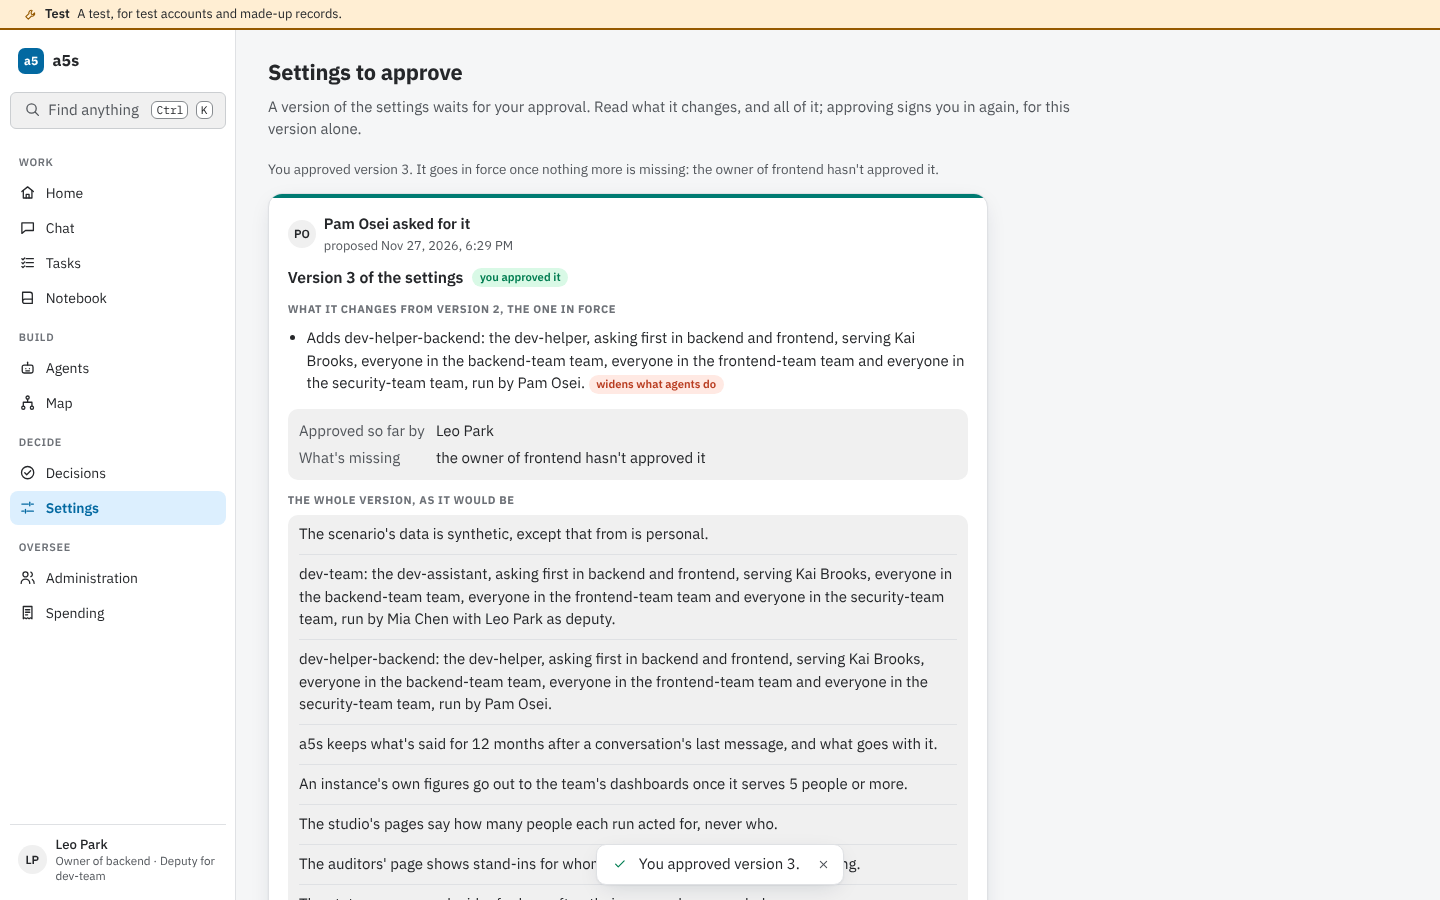 Test A test, for test accounts and made-up records.
a5 a5s
Find anything Ctrl K
WORK
Home
Chat
Tasks
Notebook
BUILD
Agents
Map
DECIDE
Decisions
Settings
OVERSEE
Administration
Spending
LP Leo Park
Owner of backend · Deputy for
dev-team
Settings to approve
A version of the settings waits for your approval. Read what it changes, and all of it; approving signs you in again, for this
version alone.
You approved version 3. It goes in force once nothing more is missing: the owner of frontend hasn't approved it.
PO Pam Osei asked for it
proposed Nov 27, 2026, 6:29 PM
Version 3 of the settings you approved it
WHAT IT CHANGES FROM VERSION 2, THE ONE IN FORCE
• Adds dev-helper-backend: the dev-helper, asking first in backend and frontend, serving Kai
Brooks, everyone in the backend-team team, everyone in the frontend-team team and everyone in
the security-team team, run by Pam Osei. widens what agents do
Approved so far by Leo Park
What's missing the owner of frontend hasn't approved it
THE WHOLE VERSION, AS IT WOULD BE
The scenario's data is synthetic, except that from is personal.
dev-team: the dev-assistant, asking first in backend and frontend, serving Kai Brooks, everyone in
the backend-team team, everyone in the frontend-team team and everyone in the security-team
team, run by Mia Chen with Leo Park as deputy.
dev-helper-backend: the dev-helper, asking first in backend and frontend, serving Kai Brooks,
everyone in the backend-team team, everyone in the frontend-team team and everyone in the
security-team team, run by Pam Osei.
a5s keeps what's said for 12 months after a conversation's last message, and what goes with it.
An instance's own figures go out to the team's dashboards once it serves 5 people or more.
The studio's pages say how many people each run acted for, never who.
The auditors' page shows stand-ins for
You approved version 3.